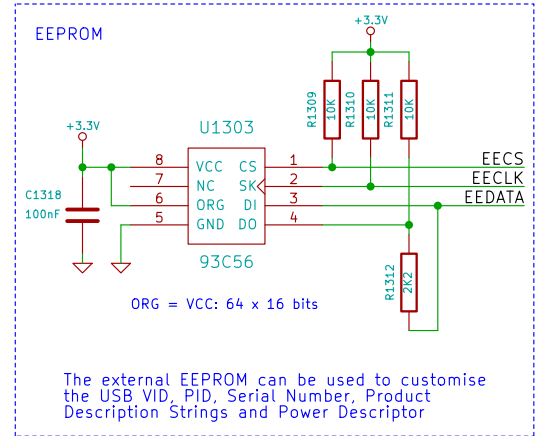 EEPROM
+3.3V
R1309
10K
R1310
10K
R1311
10K
U1303
+3.3V
8 VCC CS 1 EECS
7 NC SK 2 EECLK
6 ORG DI 3 EEDATA
5 GND DO 4
C1318
100nF
93C56
R1312
2K2
ORG = VCC: 64 x 16 bits
The external EEPROM can be used to customise
the USB VID, PID, Serial Number, Product
Description Strings and Power Descriptor